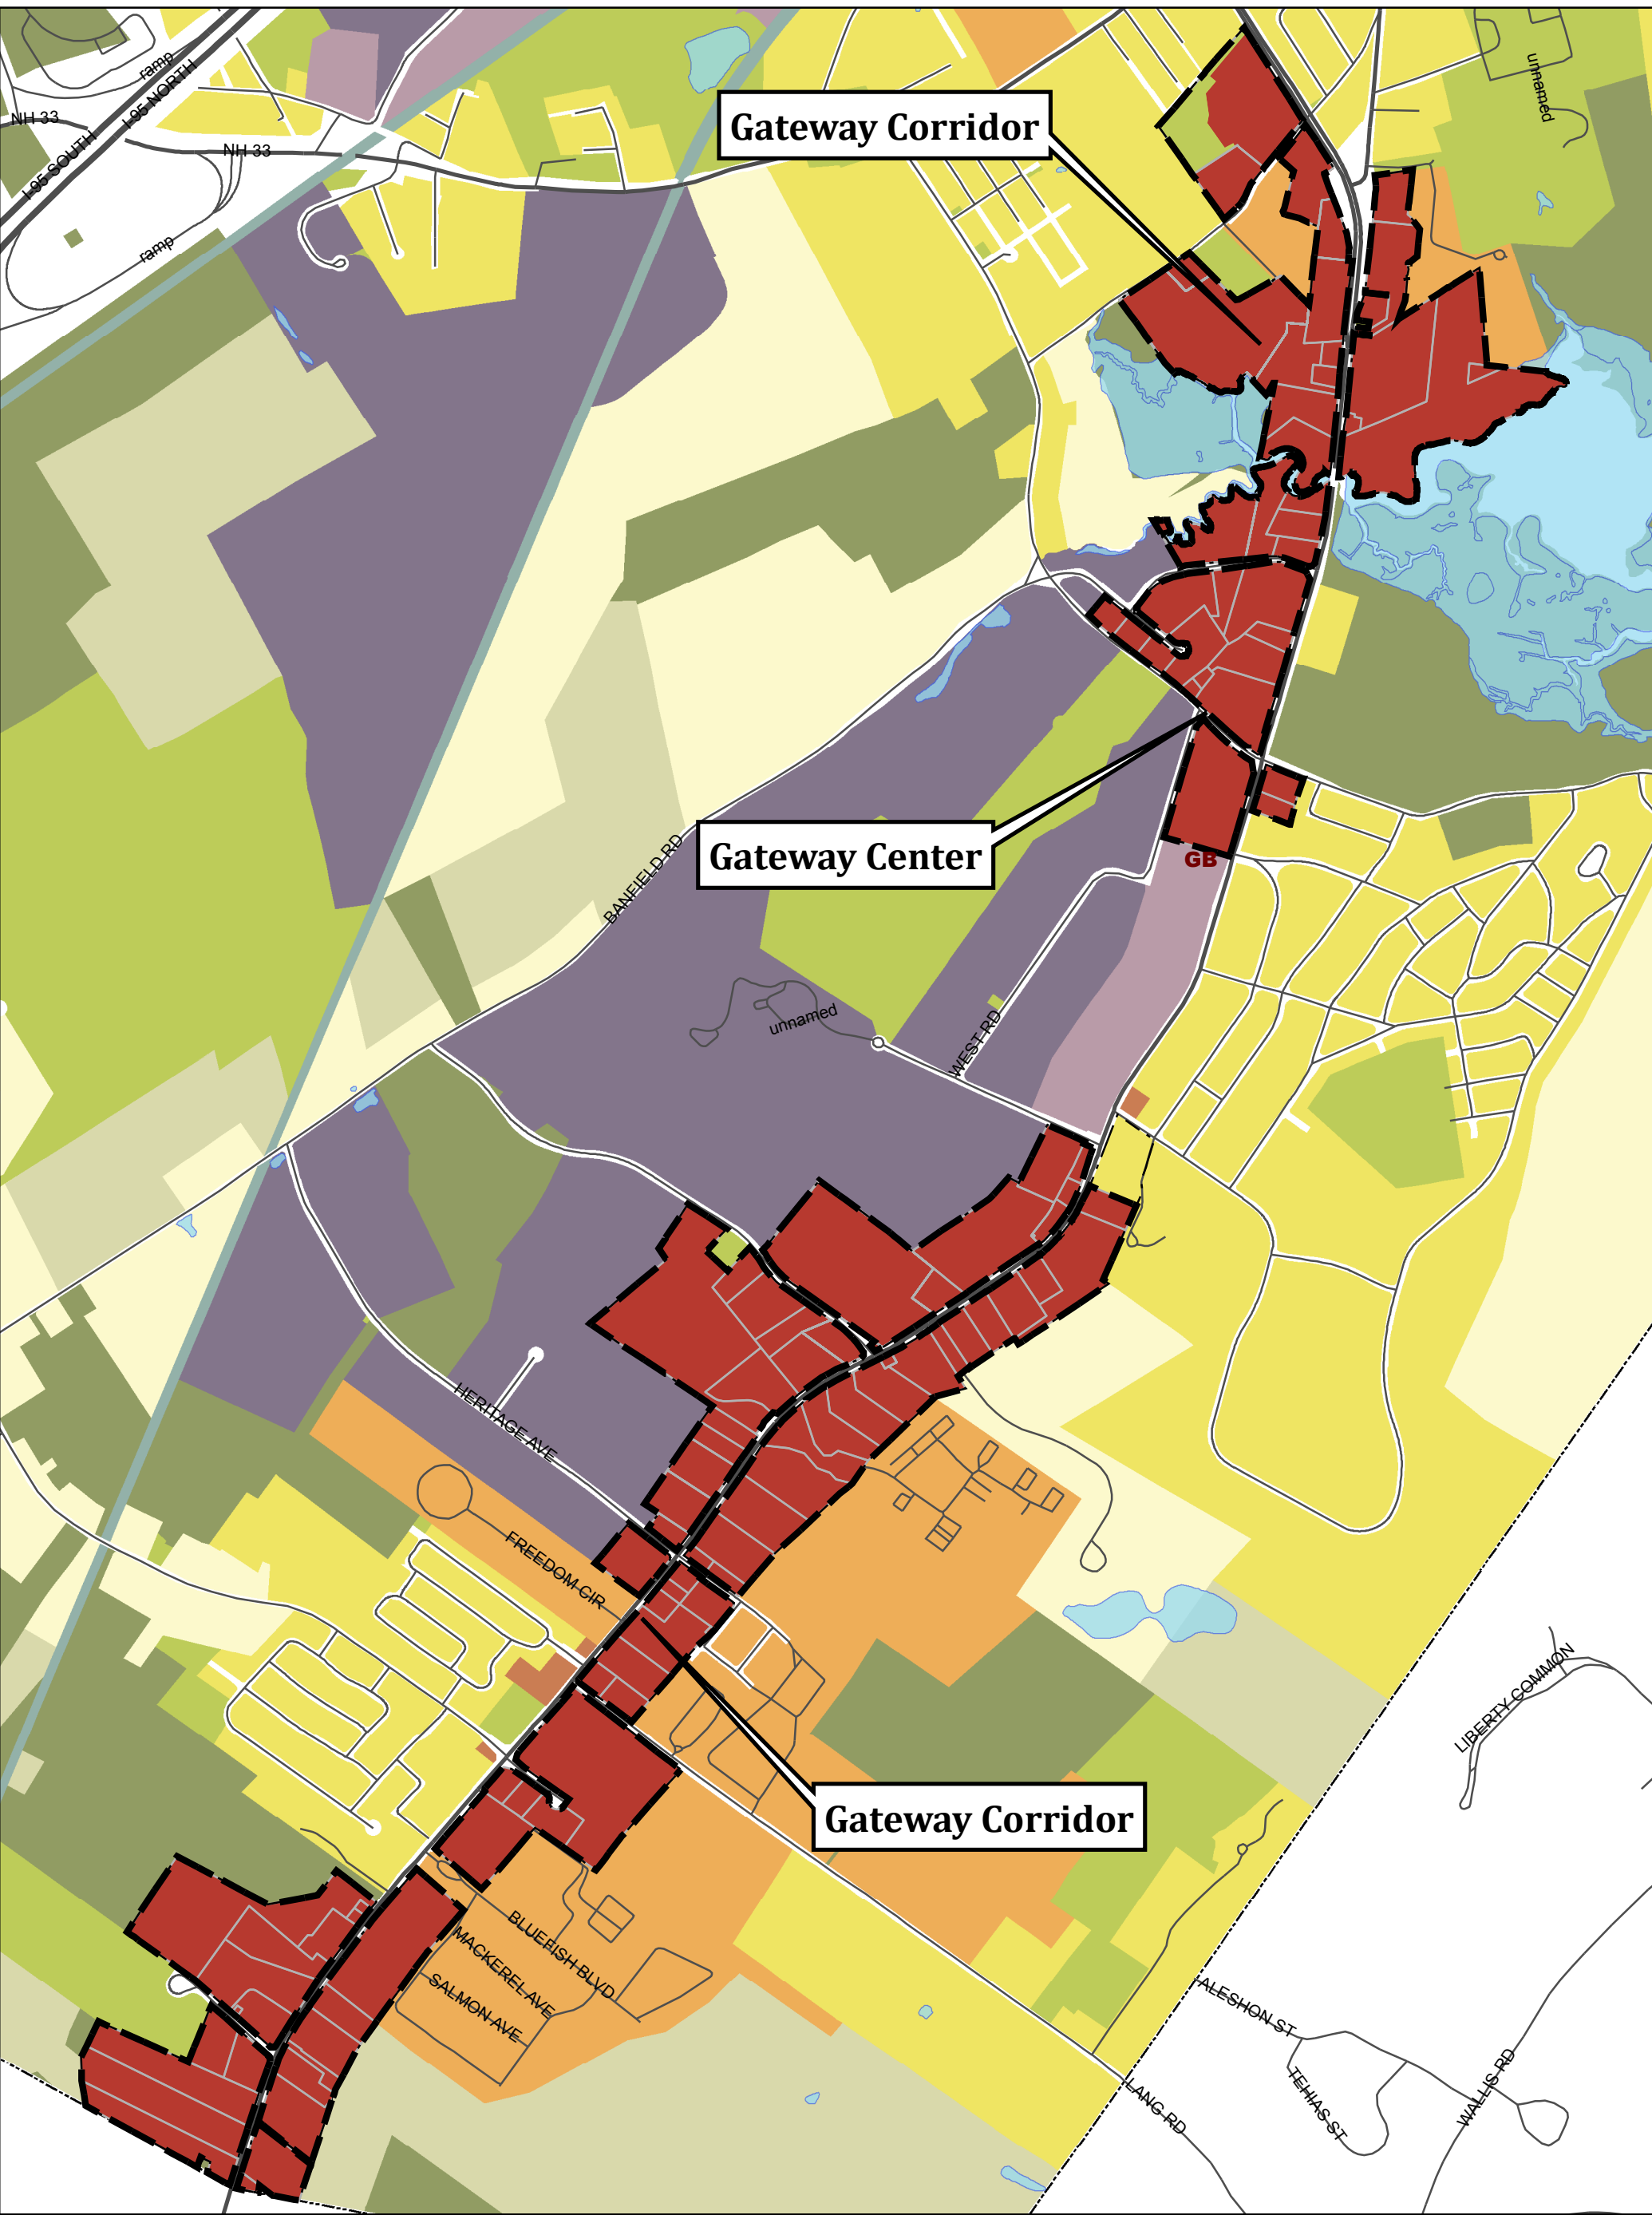 ramp
I-95 NORTH
NH 33
I-95 SOUTH
NH 33
ramp
unnamed
Gateway Corridor
Gateway Center
GB
BANFIELD RD
unnamed
WEST RD
HERITAGE AVE
FREEDOM CIR
LIBERTY COMMON
Gateway Corridor
BLUEFISH BLVD
MACKEREL AVE
SALMON AVE
ALESHON ST
TEHIAS ST
WALLIS RD
LANG RD